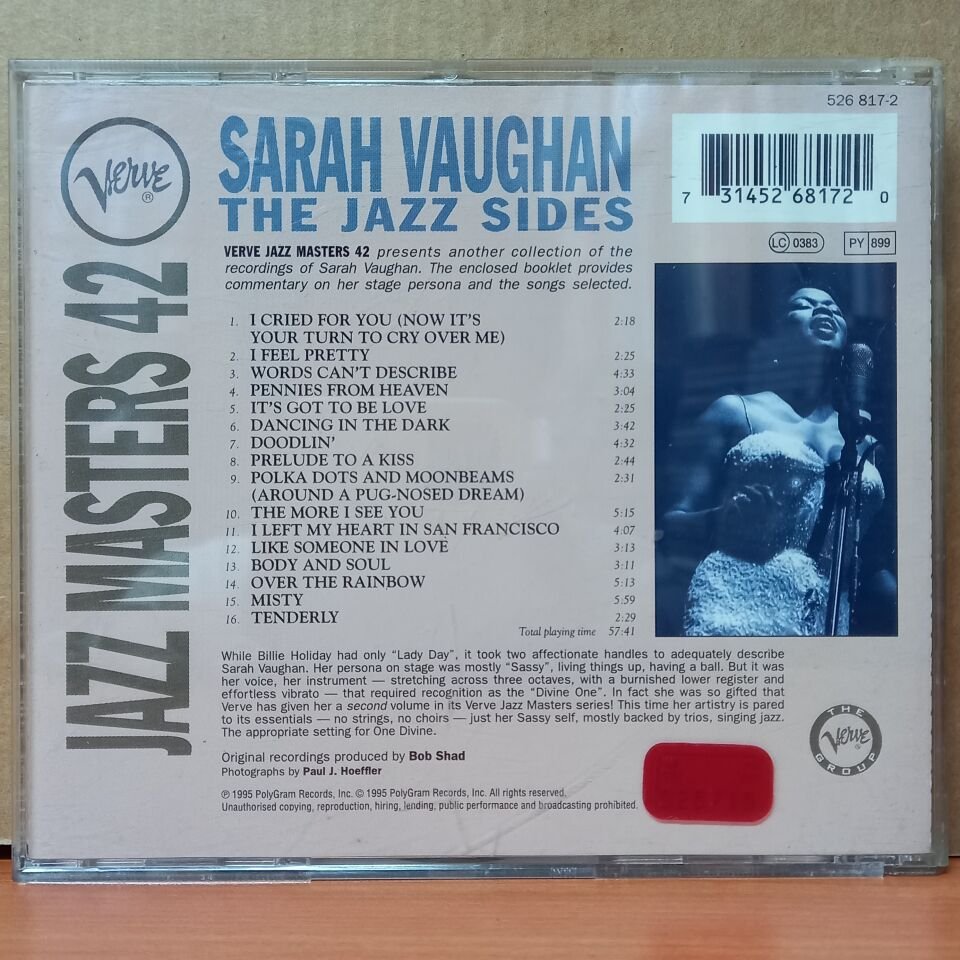 526 817-2
Verve
®
JAZZ MASTERS 42
SARAH VAUGHAN
THE JAZZ SIDES
7 31452 68172 0
LC 0383
PY 899
VERVE JAZZ MASTERS 42 presents another collection of the
recordings of Sarah Vaughan. The enclosed booklet provides
commentary on her stage persona and the songs selected.
1. I CRIED FOR YOU (NOW IT'S 2:18
YOUR TURN TO CRY OVER ME)
2. I FEEL PRETTY 2:25
3. WORDS CAN'T DESCRIBE 4:33
4. PENNIES FROM HEAVEN 3:04
5. IT'S GOT TO BE LOVE 2:25
6. DANCING IN THE DARK 3:42
7. DOODLIN' 4:32
8. PRELUDE TO A KISS 2:44
9. POLKA DOTS AND MOONBEAMS 2:31
(AROUND A PUG-NOSED DREAM)
10. THE MORE I SEE YOU 5:15
11. I LEFT MY HEART IN SAN FRANCISCO 4:07
12. LIKE SOMEONE IN LOVE 3:13
13. BODY AND SOUL 3:11
14. OVER THE RAINBOW 5:13
15. MISTY 5:59
16. TENDERLY 2:29
Total playing time 57:41
While Billie Holiday had only “Lady Day”, it took two affectionate handles to adequately describe
Sarah Vaughan. Her persona on stage was mostly “Sassy”, living things up, having a ball. But it was
her voice, her instrument — stretching across three octaves, with a burnished lower register and
effortless vibrato — that required recognition as the “Divine One”. In fact she was so gifted that
Verve has given her a second volume in its Verve Jazz Masters series! This time her artistry is pared
to its essentials — no strings, no choirs — just her Sassy self, mostly backed by trios, singing jazz.
The appropriate setting for One Divine.
Original recordings produced by Bob Shad
Photographs by Paul J. Hoeffler
℗ 1995 PolyGram Records, Inc. © 1995 PolyGram Records, Inc. All rights reserved.
Unauthorised copying, reproduction, hiring, lending, public performance and broadcasting prohibited.
THE
Verve
GROUP